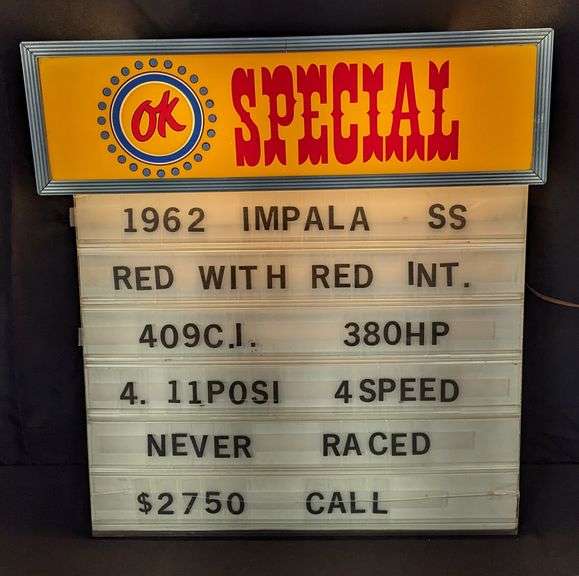 OK SPECIAL
1962 IMPALA SS
RED WITH RED INT.
409C.I. 380HP
4.11POSI 4SPEED
NEVER RACED
$2750 CALL